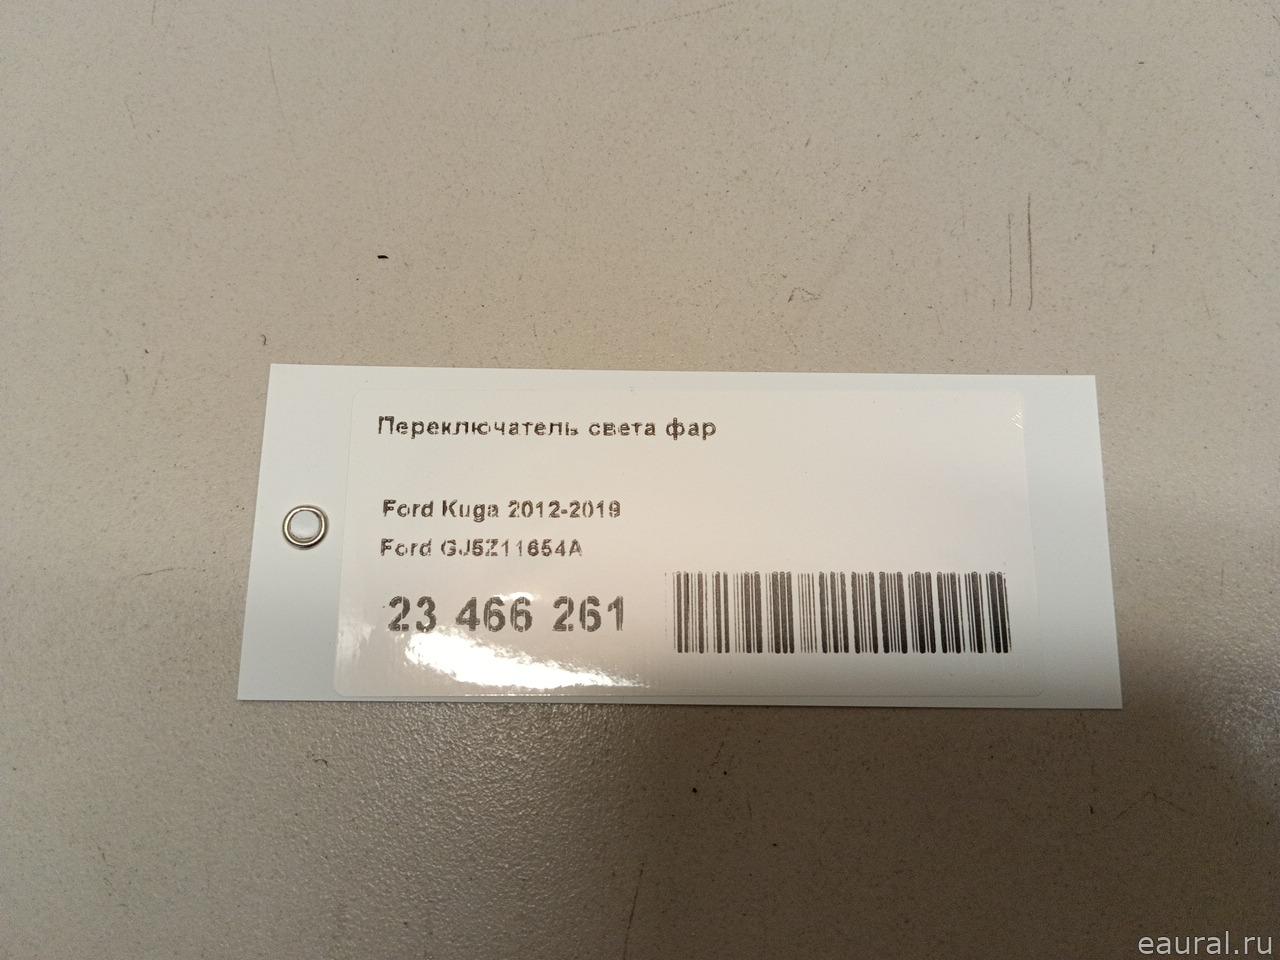 Переключатель света фар
Ford Kuga 2012-2019
Ford GJ5Z11654A
23 466 261
eaural.ru